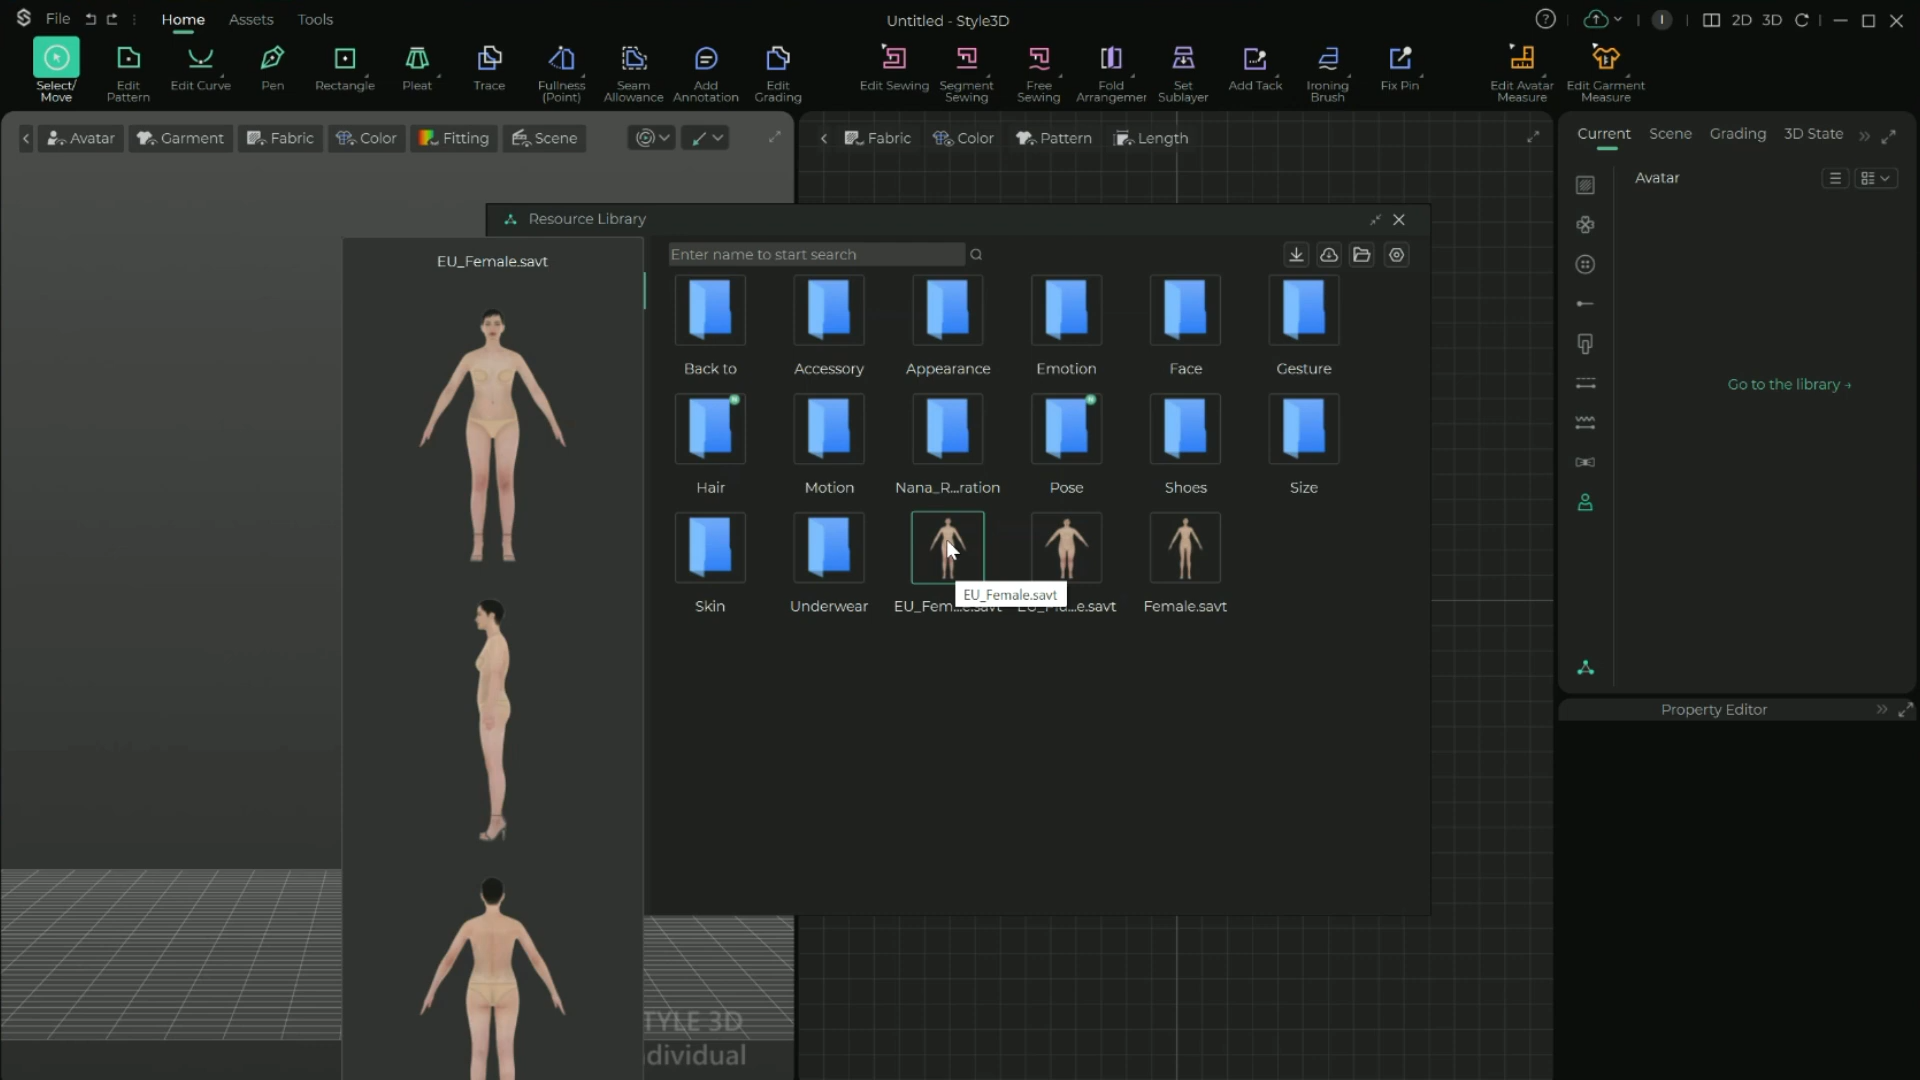 File
Home
Assets
Tools
Untitled - Style3D
2D
3D
Select/
Move
Edit
Pattern
Edit Curve
Pen
Rectangle
Pleat
Trace
Fullness
(Point)
Seam
Allowance
Add
Annotation
Edit
Grading
Edit Sewing
Segment
Sewing
Free
Sewing
Fold
Arrangemer
Set
Sublayer
Add Tack
Ironing
Brush
Fix Pin
Edit Avatar
Measure
Edit Garment
Measure
Avatar
Garment
Fabric
Color
Fitting
Scene
Fabric
Color
Pattern
Length
Current
Scene
Grading
3D State
Avatar
Go to the library →
Property Editor
Resource Library
Enter name to start search
EU_Female.savt
Back to
Accessory
Appearance
Emotion
Face
Gesture
Hair
Motion
Nana_R...ration
Pose
Shoes
Size
Skin
Underwear
Female.savt
EU_Female.savt
TYLE 3D
dividual